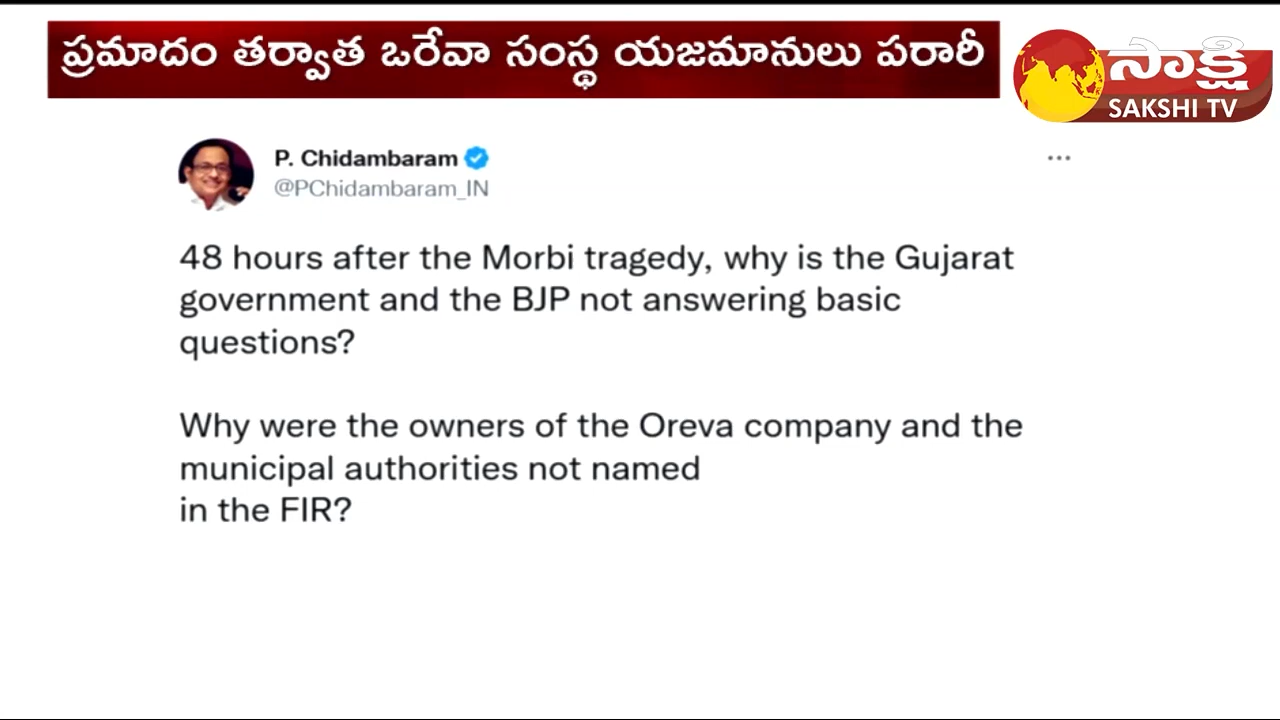 ప్రమాదం తర్వాత ఒరేవా సంస్థ యజమానులు పరారీ
సాక్షి
SAKSHI TV
P. Chidambaram
@PChidambaram_IN
48 hours after the Morbi tragedy, why is the Gujarat
government and the BJP not answering basic
questions?
Why were the owners of the Oreva company and the
municipal authorities not named
in the FIR?